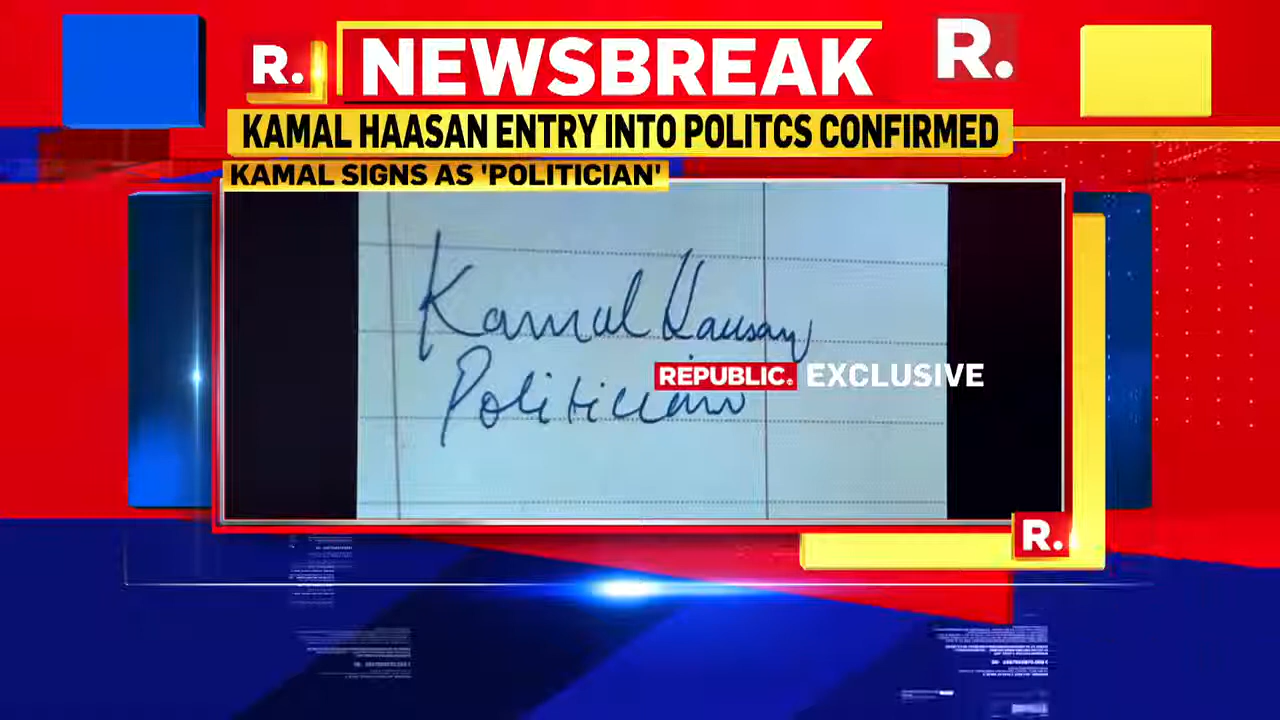 R. NEWSBREAK R.
KAMAL HAASAN ENTRY INTO POLITCS CONFIRMED
KAMAL SIGNS AS 'POLITICIAN'
Kamal Haasan
REPUBLIC. EXCLUSIVE
Politician
R.